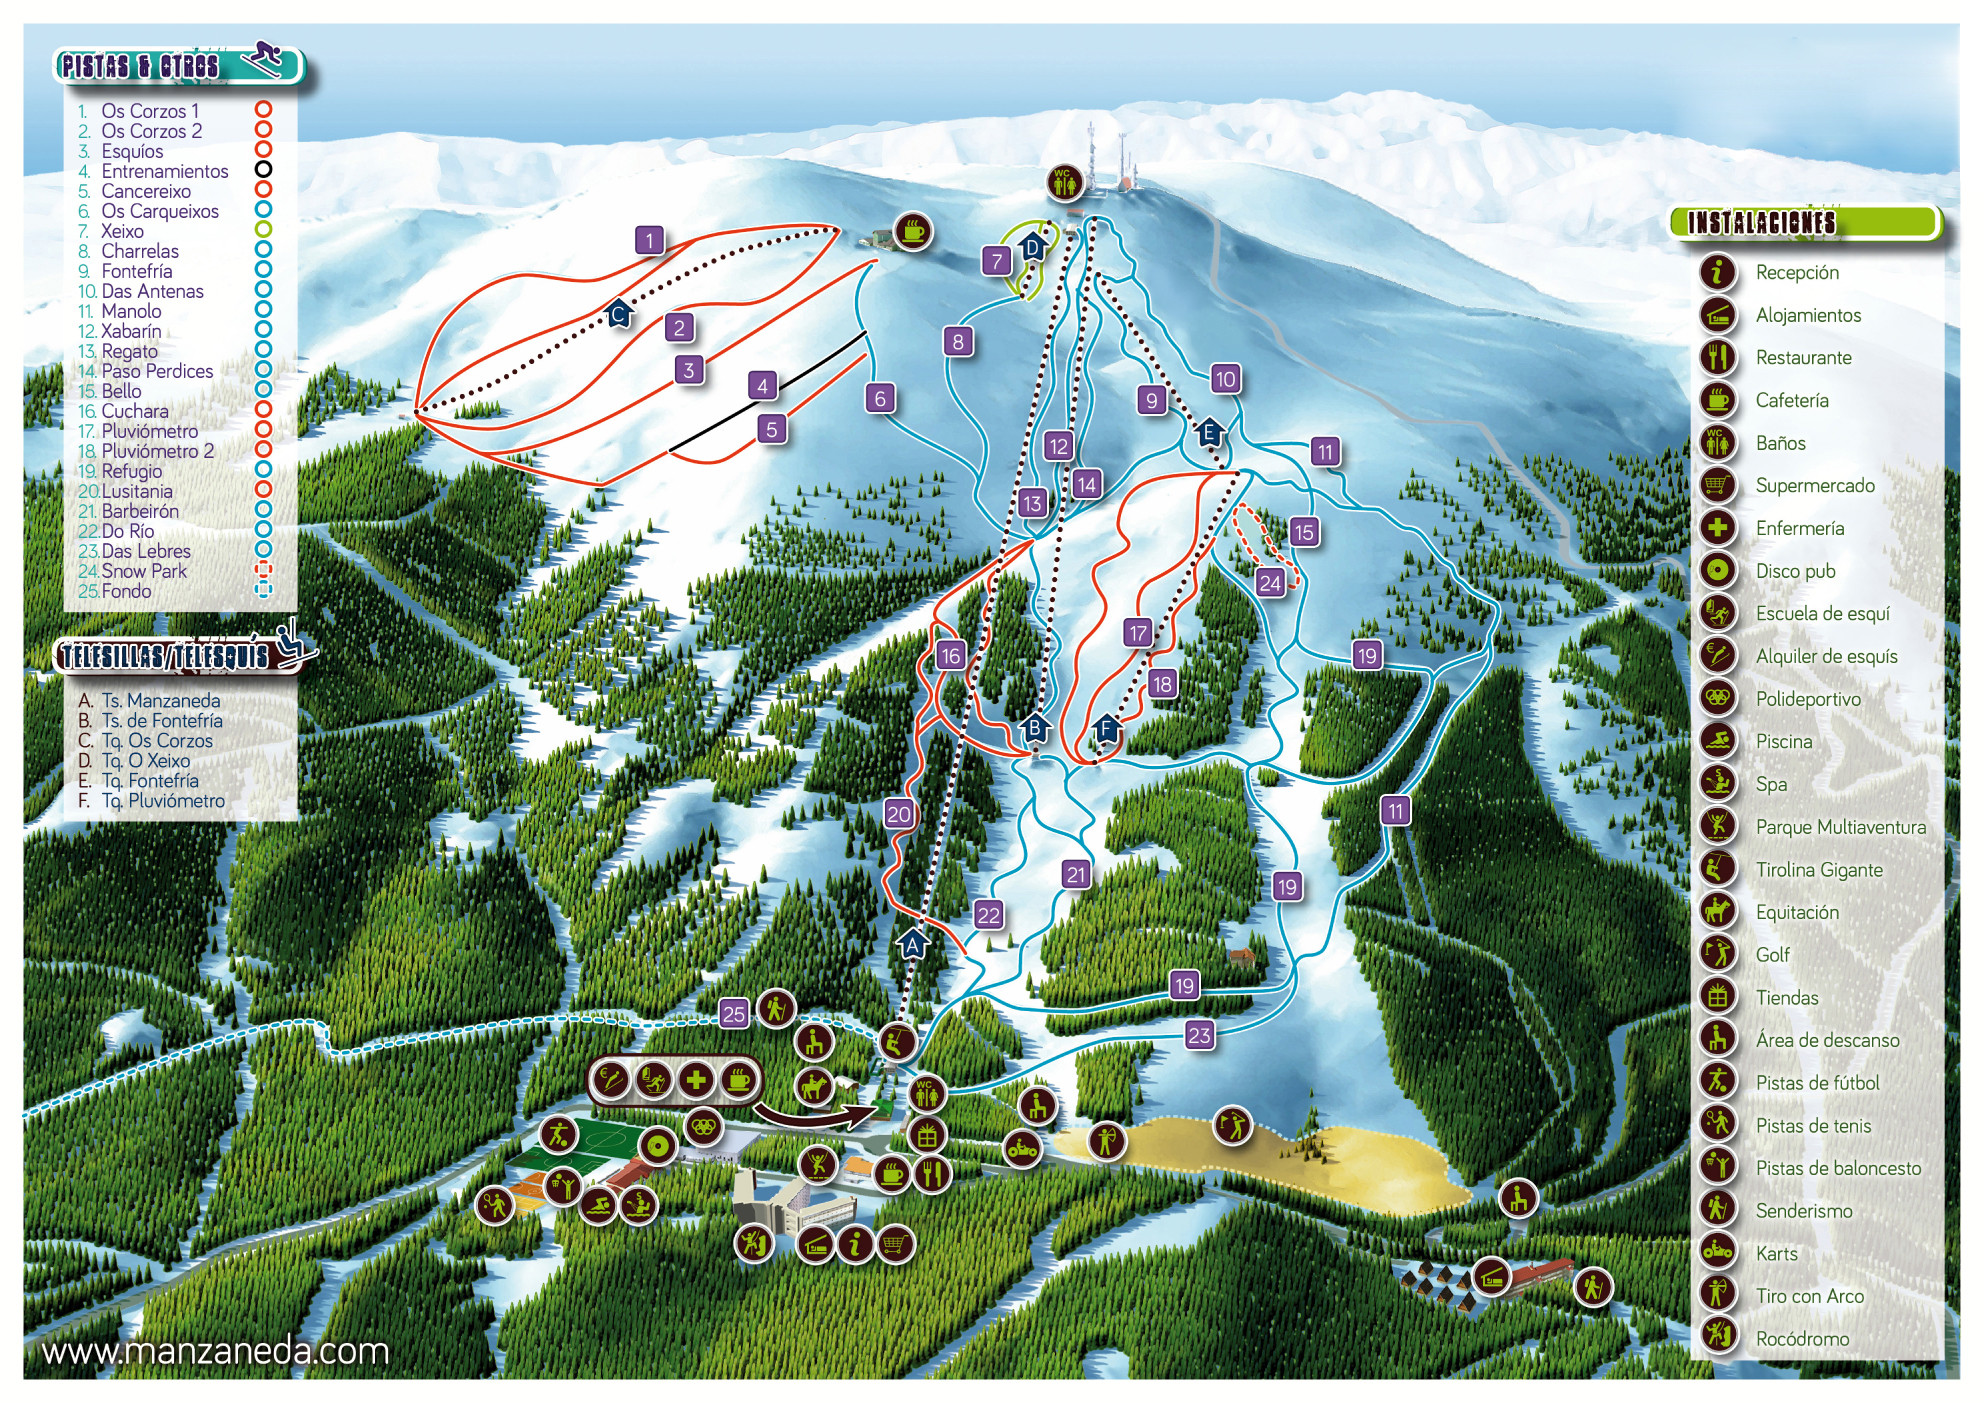 PISTAS & OTROS
1. Os Corzos 1
2. Os Corzos 2
3. Esquíos
4. Entrenamientos
5. Cancereixo
6. Os Carqueixos
7. Xeixo
8. Charrelas
9. Fontefría
10. Das Antenas
11. Manolo
12. Xabarín
13. Regato
14. Paso Perdices
15. Bello
16. Cuchara
17. Pluviómetro
18. Pluviómetro 2
19. Refugio
20. Lusitania
21. Barbeirón
22. Do Río
23. Das Lebres
24. Snow Park
25. Fondo
TELESILLAS/TELESQUÍS
A. Ts. Manzaneda
B. Ts. de Fontefría
C. Tq. Os Corzos
D. Tq. O Xeixo
E. Tq. Fontefría
F. Tq. Pluviómetro
WC
1
D
7
C
2
8
3
10
4
6
9
5
E
12
11
14
13
15
24
17
16
19
18
B
F
20
11
21
19
22
A
19
25
23
€
WC
S
INSTALACIONES
Recepción
Alojamientos
Restaurante
Cafetería
WC
Baños
Supermercado
Enfermería
Disco pub
Escuela de esquí
€
Alquiler de esquís
Polideportivo
Piscina
S
Spa
Parque Multiaventura
Tirolina Gigante
Equitación
Golf
Tiendas
Área de descanso
Pistas de fútbol
Pistas de tenis
Pistas de baloncesto
Senderismo
Karts
Tiro con Arco
Rocódromo
www.manzaneda.com